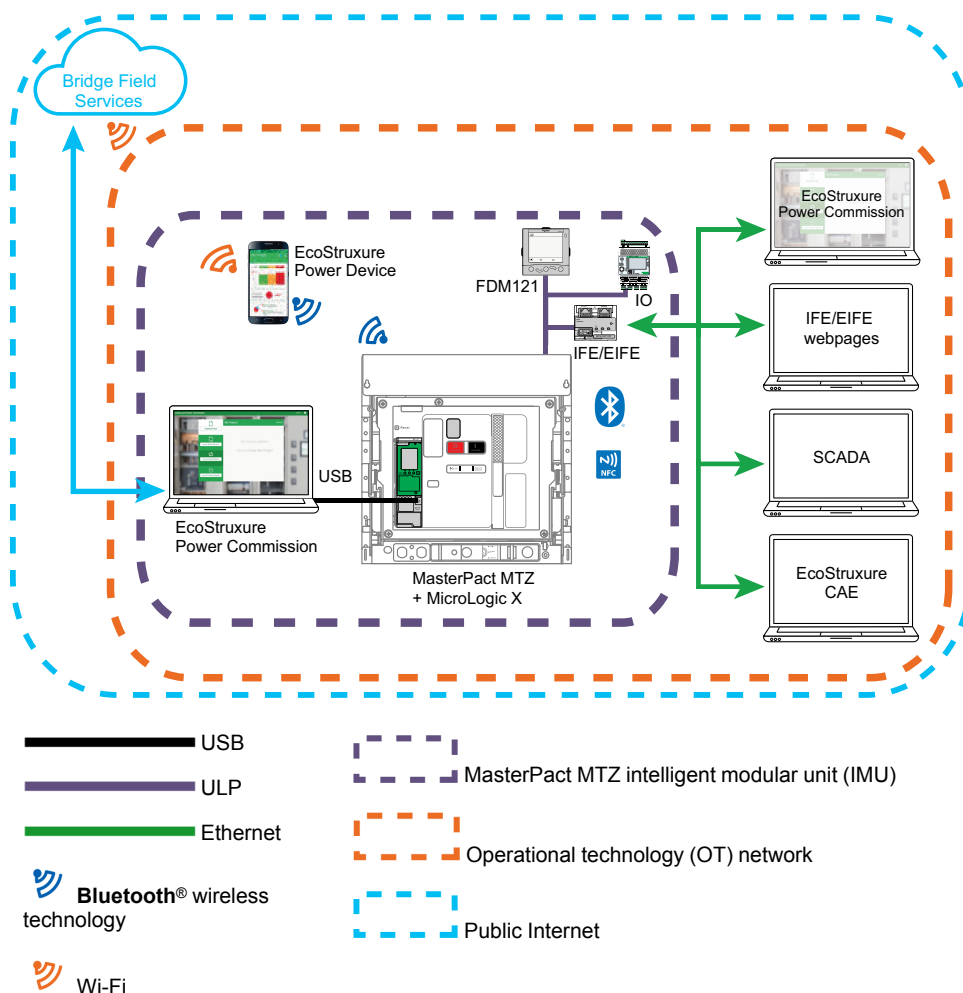 Bridge Field
Services
EcoStruxure
Power Device
FDM121
IO
IFE/EIFE
EcoStruxure
Power Commission
IFE/EIFE
webpages
SCADA
EcoStruxure
CAE
USB
NFC
EcoStruxure
Power Commission
MasterPact MTZ
+ MicroLogic X
USB
ULP
Ethernet
Bluetooth® wireless
technology
Wi-Fi
MasterPact MTZ intelligent modular unit (IMU)
Operational technology (OT) network
Public Internet